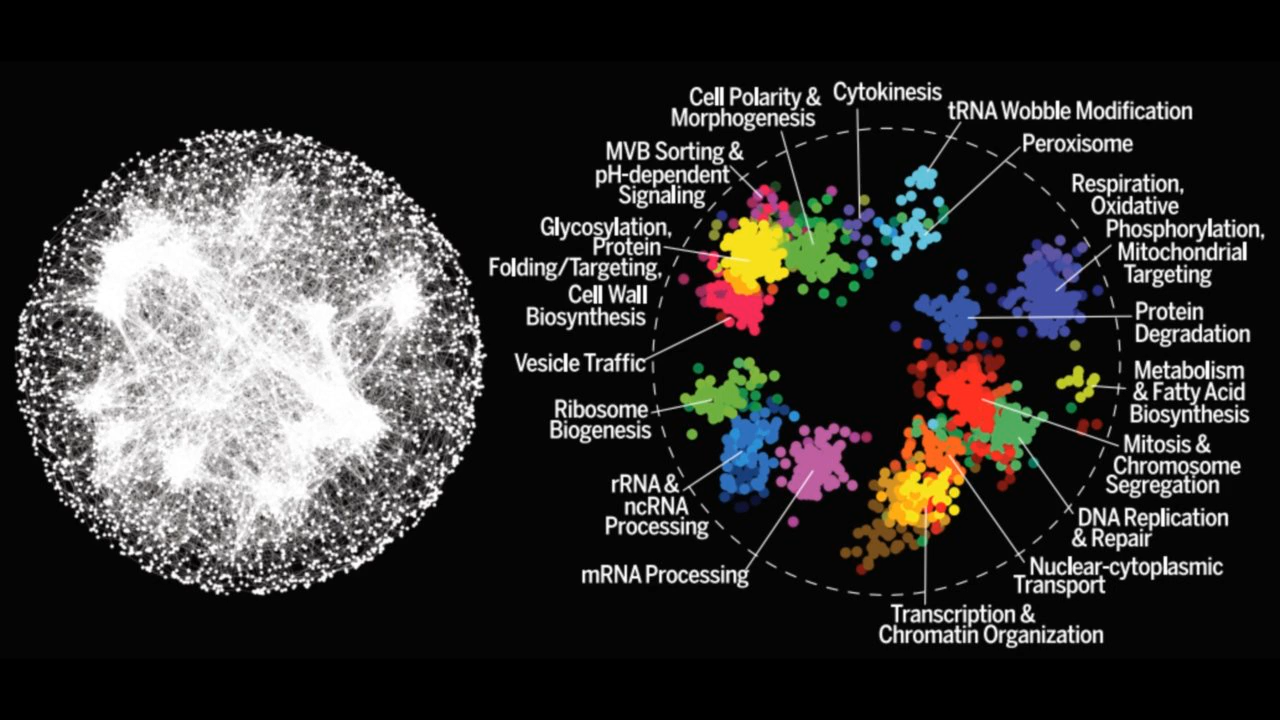 Cell Polarity &
Morphogenesis
Cytokinesis
tRNA Wobble Modification
Peroxisome
MVB Sorting &
pH-dependent
Signaling
Respiration,
Oxidative
Phosphorylation,
Mitochondrial
Targeting
Glycosylation,
Protein
Folding/Targeting,
Cell Wall
Biosynthesis
Protein
Degradation
Vesicle Traffic
Metabolism
& Fatty Acid
Biosynthesis
Ribosome
Biogenesis
Mitosis &
Chromosome
Segregation
rRNA &
ncRNA
Processing
DNA Replication
& Repair
mRNA Processing
Nuclear-cytoplasmic
Transport
Transcription &
Chromatin Organization